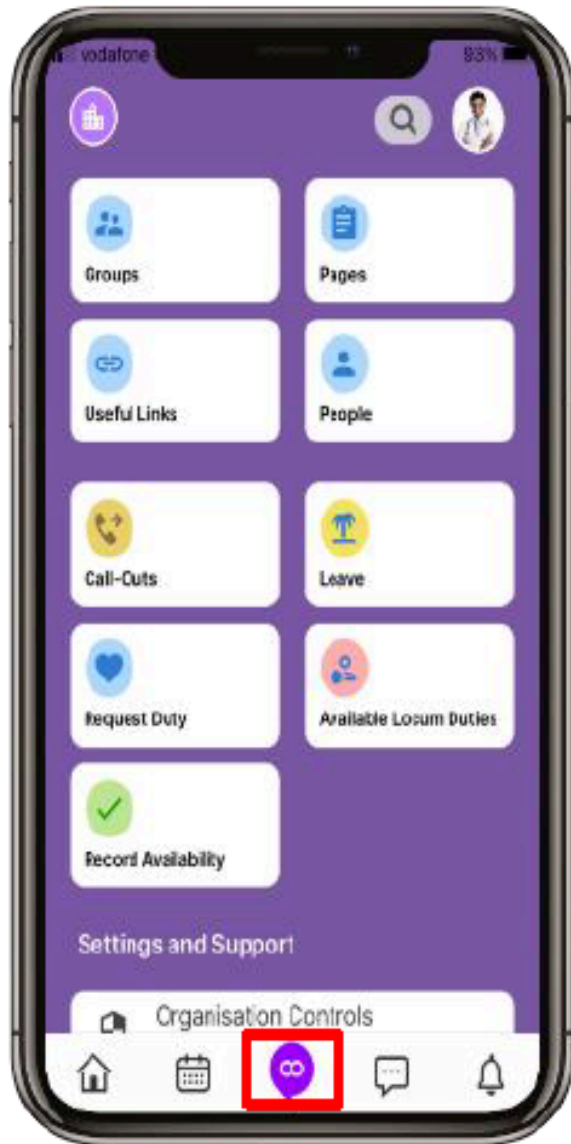 vodafone
93%
Groups
Pages
Useful Links
People
Call-Outs
Leave
Request Duty
Available Locum Duties
Record Availability
Settings and Support
Organisation Controls